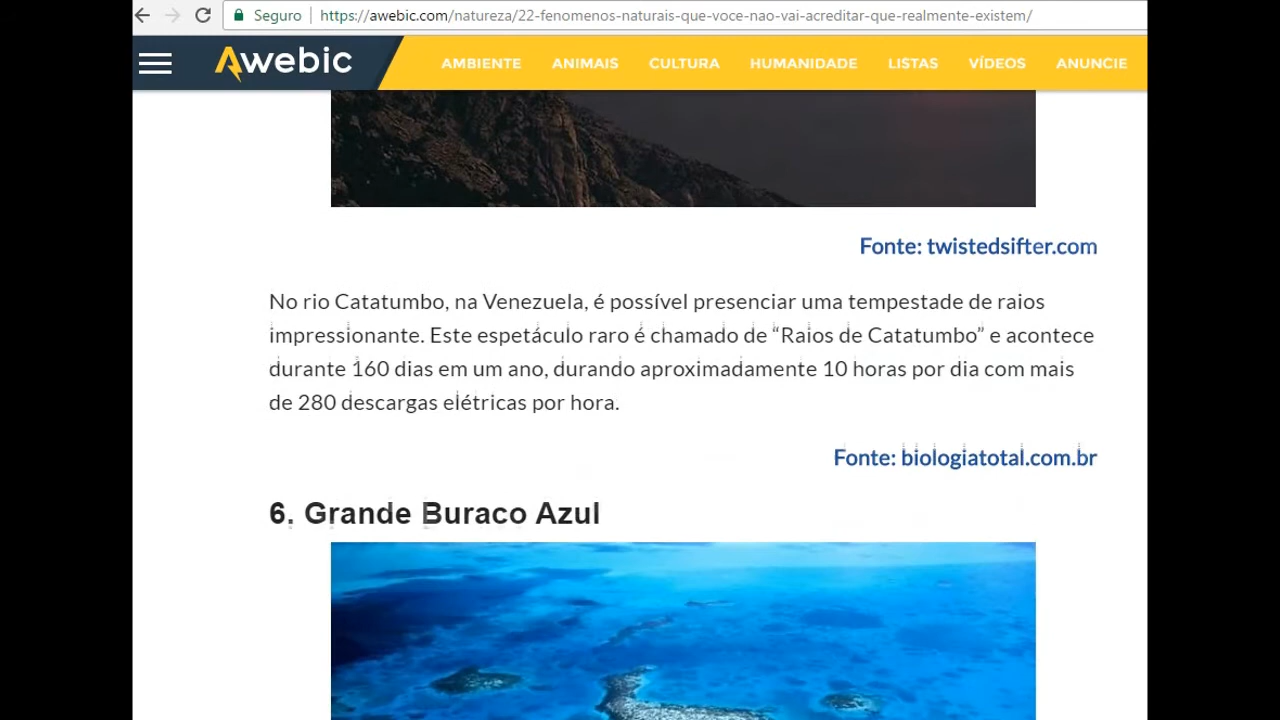 Seguro
https://awebic.com/natureza/22-fenomenos-naturais-que-voce-nao-vai-acreditar-que-realmente-existem/
Awebic
AMBIENTE ANIMAIS CULTURA HUMANIDADE LISTAS VÍDEOS ANUNCIE
Fonte: twistedsifter.com
No rio Catatumbo, na Venezuela, é possível presenciar uma tempestade de raios
impressionante. Este espetáculo raro é chamado de “Raios de Catatumbo” e acontece
durante 160 dias em um ano, durando aproximadamente 10 horas por dia com mais
de 280 descargas elétricas por hora.
Fonte: biologiatotal.com.br
6. Grande Buraco Azul